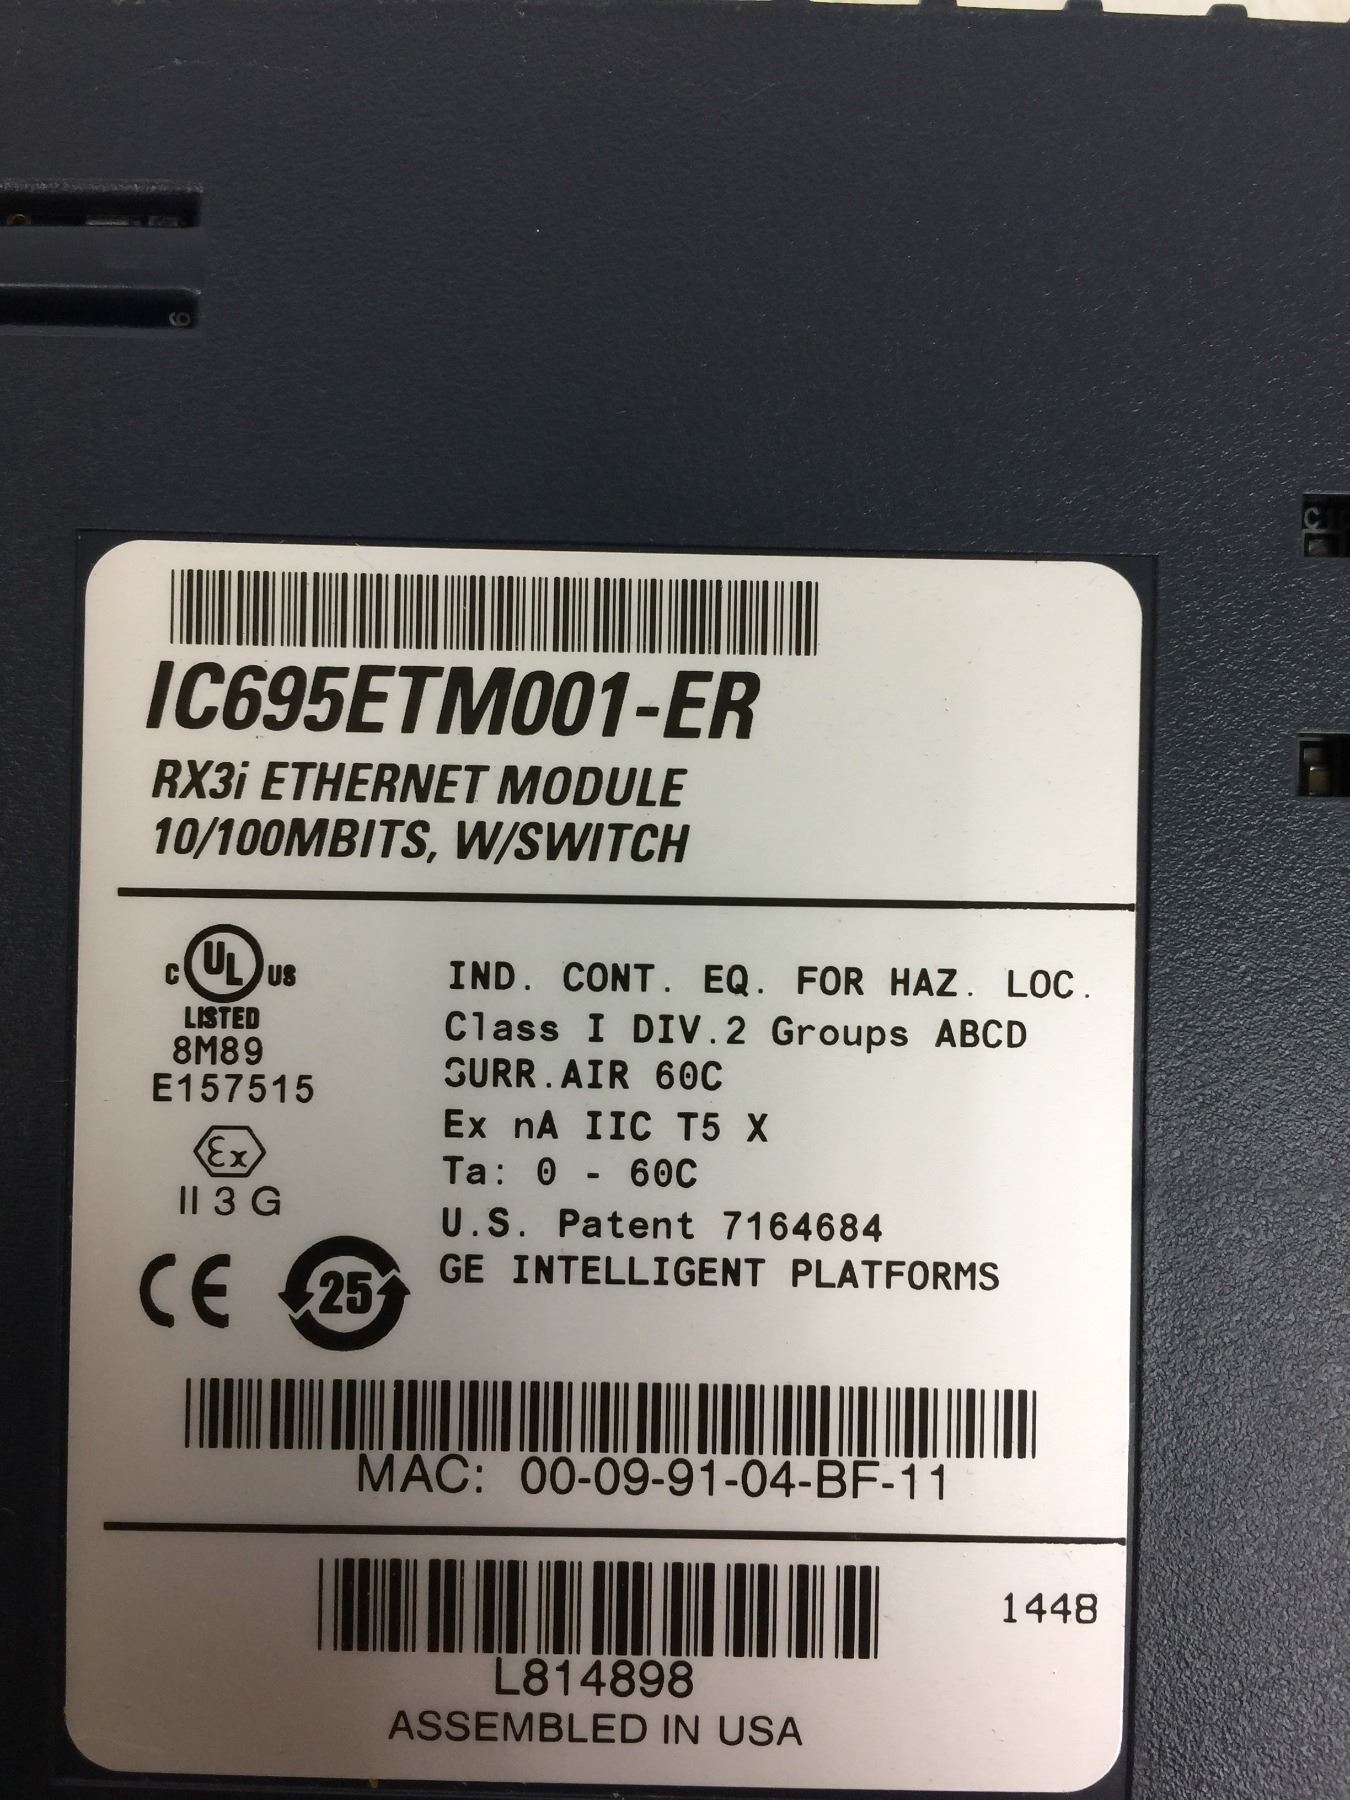 IC695ETM001-ER
RX3i ETHERNET MODULE
10/100MBITS, W/SWITCH
C UL US
LISTED
8M89
E157515
Ex
II 3 G
CE 25
IND. CONT. EQ. FOR HAZ. LOC.
Class I DIV.2 Groups ABCD
SURR.AIR 60C
Ex nA IIC T5 X
Ta: 0 - 60C
U.S. Patent 7164684
GE INTELLIGENT PLATFORMS
MAC: 00-09-91-04-BF-11
1448
L814898
ASSEMBLED IN USA